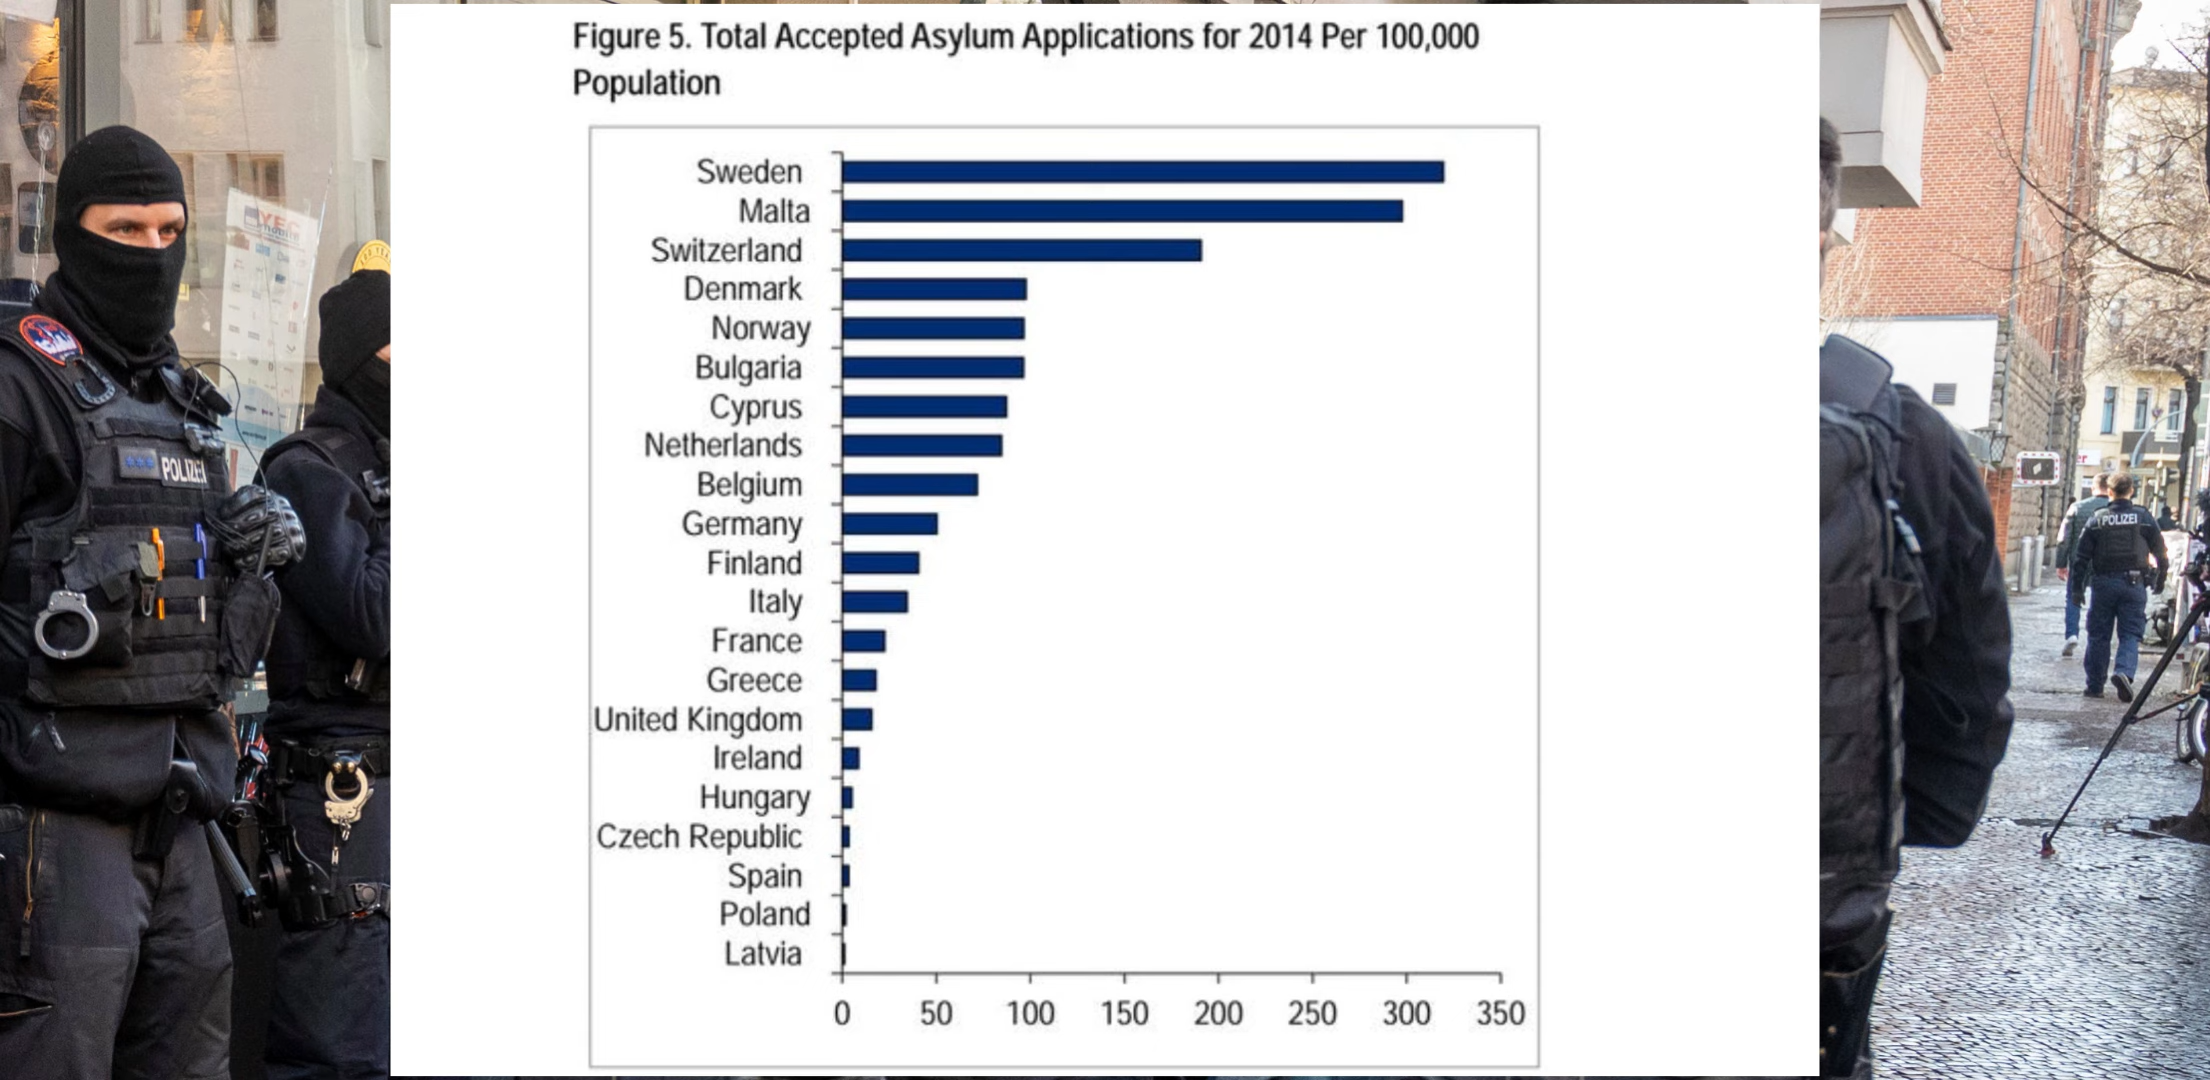 Figure 5. Total Accepted Asylum Applications for 2014 Per 100,000
Population
Sweden
Malta
Switzerland
Denmark
Norway
Bulgaria
Cyprus
Netherlands
Belgium
Germany
Finland
Italy
France
Greece
United Kingdom
Ireland
Hungary
Czech Republic
Spain
Poland
Latvia
0 50 100 150 200 250 300 350
POLIZEI
POLIZEI